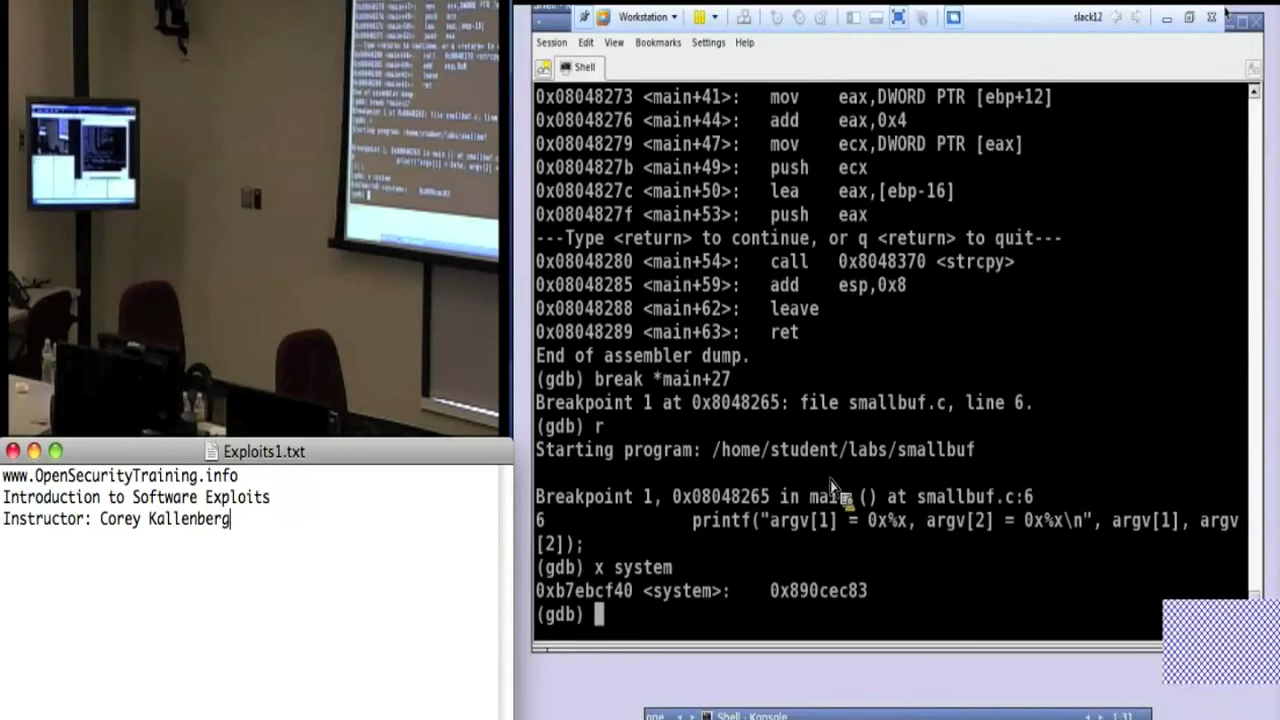 Workstation
slack12
Session Edit View Bookmarks Settings Help
Shell
0x08048273 <main+41>: mov eax,DWORD PTR [ebp+12]
0x08048276 <main+44>: add eax,0x4
0x08048279 <main+47>: mov ecx,DWORD PTR [eax]
0x0804827b <main+49>: push ecx
0x0804827c <main+50>: lea eax,[ebp-16]
0x0804827f <main+53>: push eax
---Type <return> to continue, or q <return> to quit---
0x08048280 <main+54>: call 0x8048370 <strcpy>
0x08048285 <main+59>: add esp,0x8
0x08048288 <main+62>: leave
0x08048289 <main+63>: ret
End of assembler dump.
(gdb) break *main+27
Breakpoint 1 at 0x8048265: file smallbuf.c, line 6.
(gdb) r
Starting program: /home/student/labs/smallbuf
Breakpoint 1, 0x08048265 in main () at smallbuf.c:6
6 printf("argv[1] = 0x%x, argv[2] = 0x%x\n", argv[1], argv
[2]);
(gdb) x system
0xb7ebcf40 <system>: 0x890cec83
(gdb)
Shell - Konsole
1:31
Exploits1.txt
www.OpenSecurityTraining.info
Introduction to Software Exploits
Instructor: Corey Kallenberg